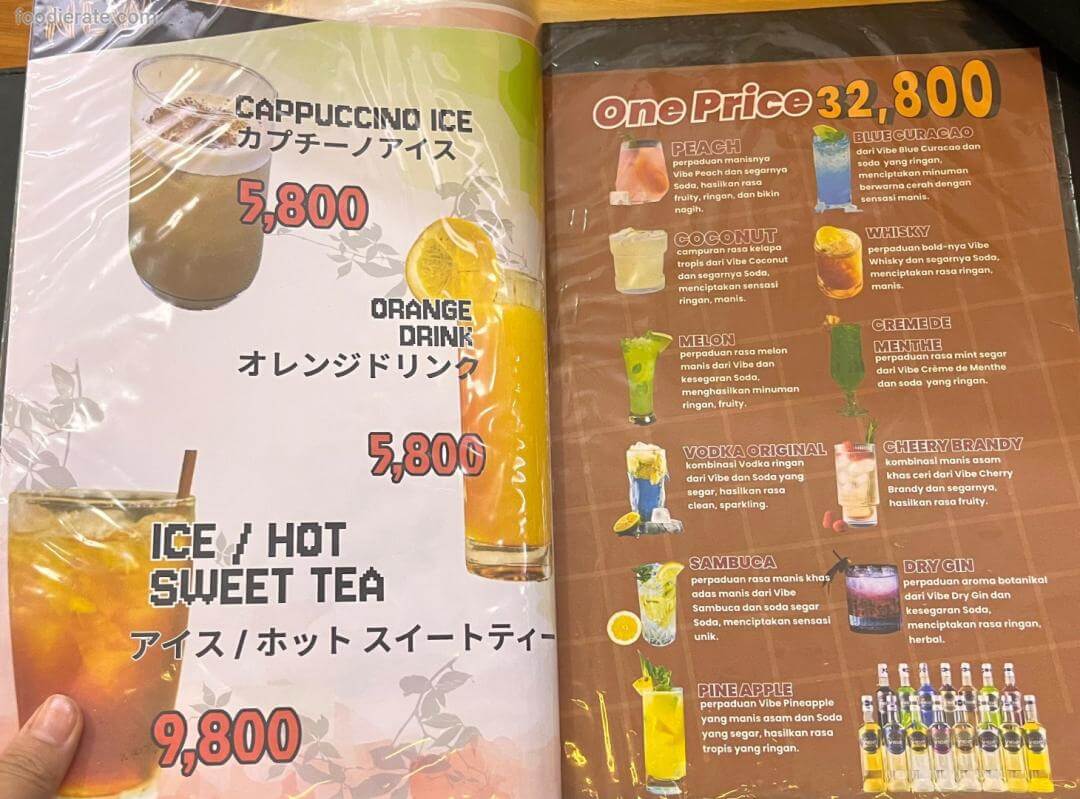 foodierate.com
CAPPUCCINO ICE
カプチーノアイス
5,800
ORANGE
DRINK
オレンジドリンク
5,800
ICE / HOT
SWEET TEA
アイス / ホット スイートティー
9,800
One Price 32,800
PEACH
perpaduan manisnya
Vibe Peach dan segarnya
Soda, hasilkan rasa
fruity, ringan, dan bikin
nagih.
BLUE CURACAO
dari Vibe Blue Curacao dan
soda yang ringan,
menciptakan minuman
berwarna cerah dengan
sensasi manis.
COCONUT
campuran rasa kelapa
tropis dari Vibe Coconut
dan segarnya Soda,
menciptakan sensasi
ringan, manis.
WHISKY
perpaduan bold-nya Vibe
Whisky dan segarnya Soda,
menciptakan rasa ringan,
manis.
MELON
perpaduan rasa melon
manis dari Vibe dan
kesegaran Soda,
menghasilkan minuman
ringan, fruity.
CREME DE
MENTHE
perpaduan rasa mint segar
dari Vibe Crème de Menthe
dan soda yang ringan.
VODKA ORIGINAL
kombinasi Vodka ringan
dari Vibe dan Soda yang
segar, hasilkan rasa
clean, sparkling.
CHEERY BRANDY
kombinasi manis asam
khas ceri dari Vibe Cherry
Brandy dan segarnya,
hasilkan rasa fruity.
SAMBUCA
perpaduan rasa manis khas
adas manis dari Vibe
Sambuca dan soda segar
Soda, menciptakan sensasi
unik.
DRY GIN
perpaduan aroma botanikal
dari Vibe Dry Gin dan
kesegaran Soda,
menciptakan rasa ringan,
herbal.
PINEAPPLE
perpaduan Vibe Pineapple
yang manis asam dan Soda
yang segar, hasilkan rasa
tropis yang ringan.